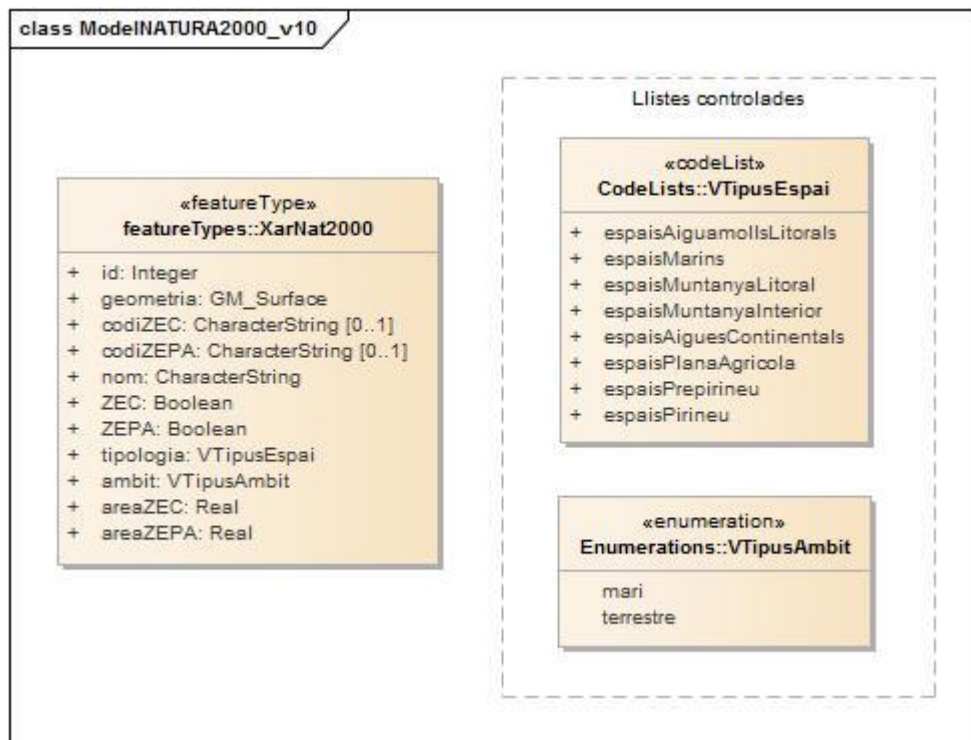 class ModelNATURA2000_v10
«featureType»
featureTypes::XarNat2000
+ id: Integer
+ geometria: GM_Surface
+ codiZEC: CharacterString [0..1]
+ codiZEPA: CharacterString [0..1]
+ nom: CharacterString
+ ZEC: Boolean
+ ZEPA: Boolean
+ tipologia: VTipusEspai
+ ambit: VTipusAmbit
+ areaZEC: Real
+ areaZEPA: Real
Llistes controlades
«codeList»
CodeLists::VTipusEspai
+ espaisAiguamollsLitorals
+ espaisMarins
+ espaisMuntanyaLitoral
+ espaisMuntanyaInterior
+ espaisAiguesContinentals
+ espaisPlanaAgricola
+ espaisPrepirineu
+ espaisPirineu
«enumeration»
Enumerations::VTipusAmbit
mari
terrestre